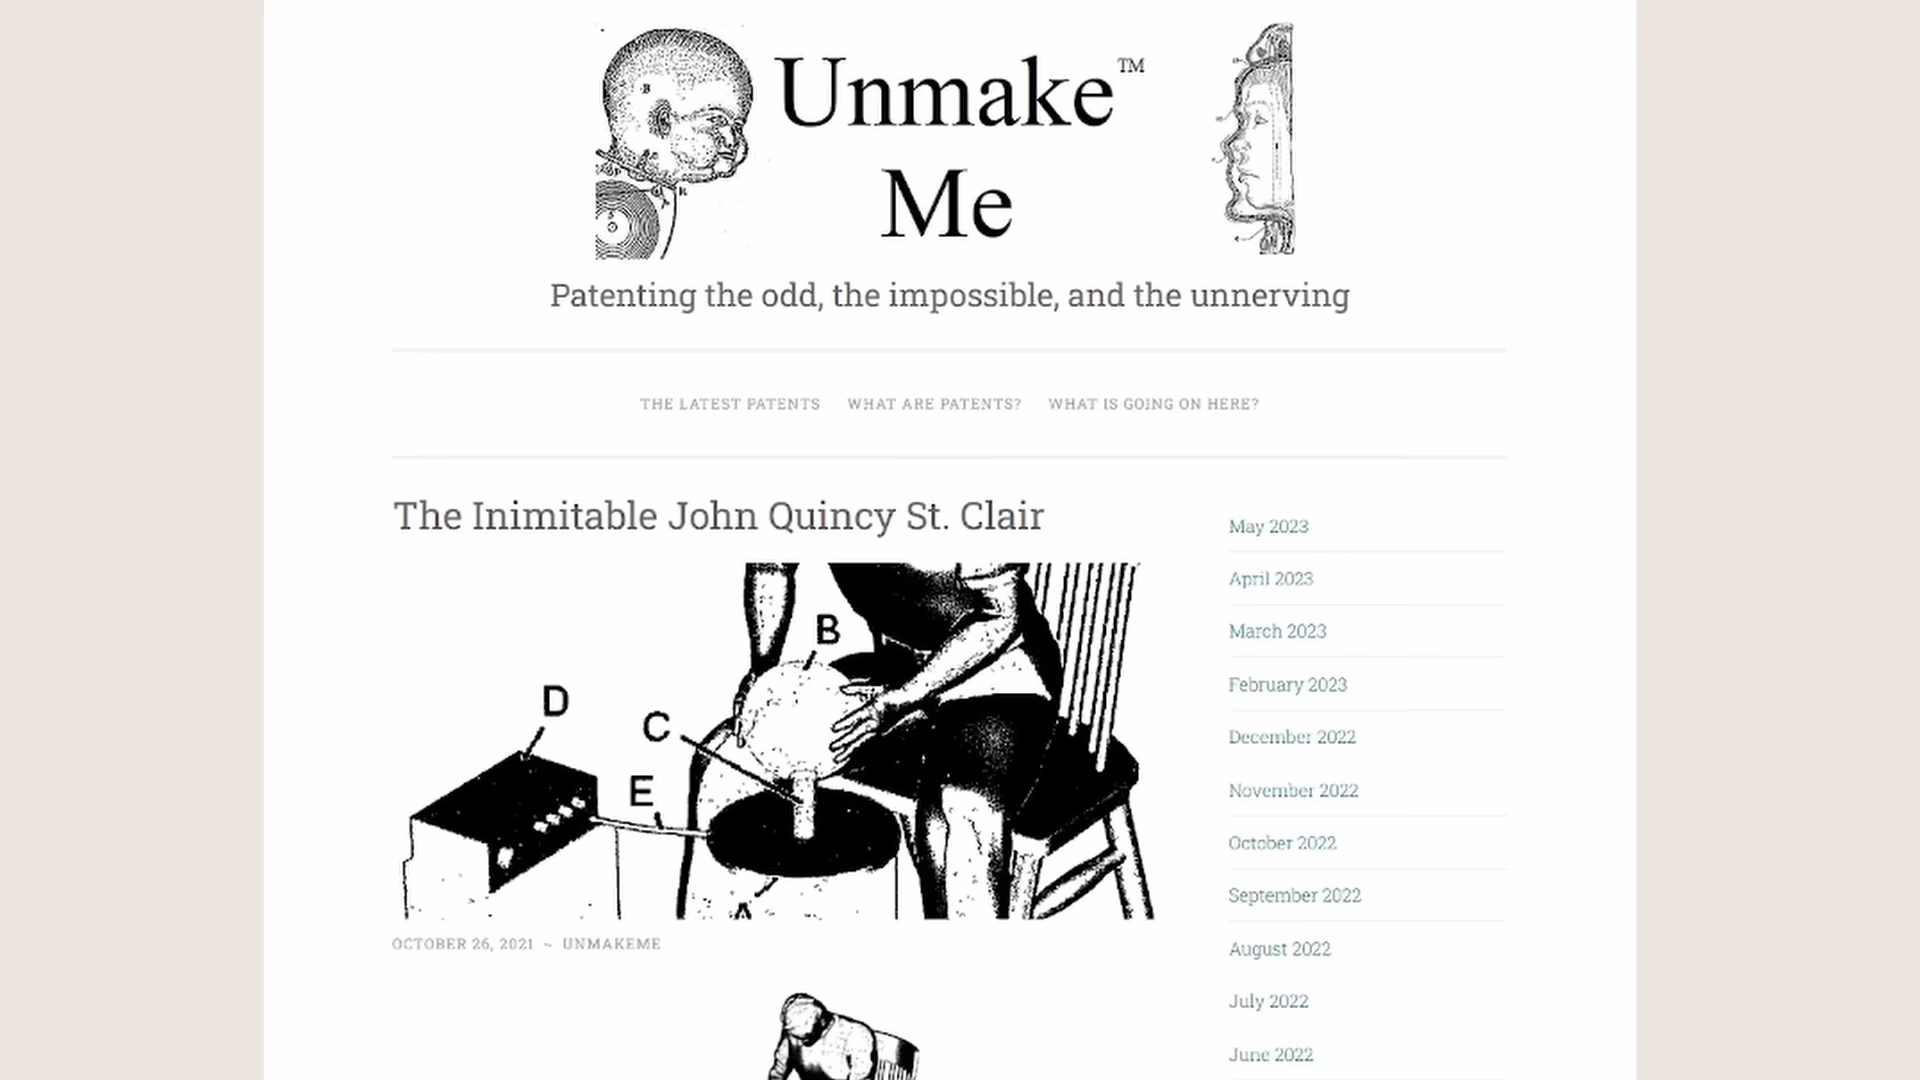 Unmake™
Me
Patenting the odd, the impossible, and the unnerving
THE LATEST PATENTS WHAT ARE PATENTS? WHAT IS GOING ON HERE?
The Inimitable John Quincy St. Clair
B
D
C
E
A
OCTOBER 26, 2021 ~ UNMAKEME
May 2023
April 2023
March 2023
February 2023
December 2022
November 2022
October 2022
September 2022
August 2022
July 2022
June 2022